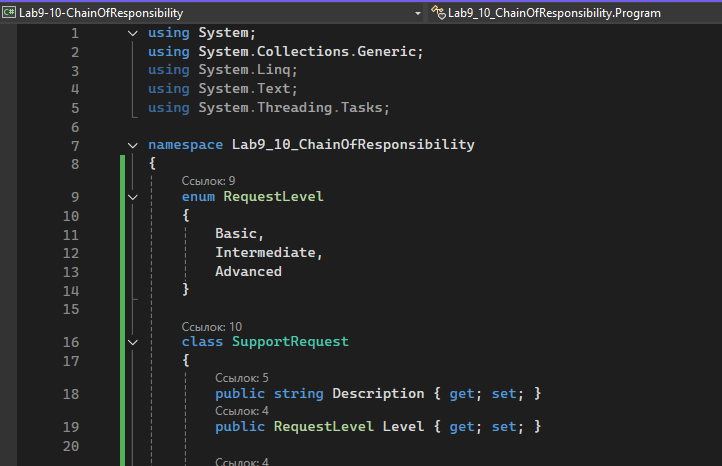 C# Lab9-10-ChainOfResponsibility Lab9_10_ChainOfResponsibility.Program
1 using System;
2 using System.Collections.Generic;
3 using System.Linq;
4 using System.Text;
5 using System.Threading.Tasks;
6
7 namespace Lab9_10_ChainOfResponsibility
8 {
Ссылок: 9
9 enum RequestLevel
10 {
11 Basic,
12 Intermediate,
13 Advanced
14 }
15
Ссылок: 10
16 class SupportRequest
17 {
Ссылок: 5
18 public string Description { get; set; }
Ссылок: 4
19 public RequestLevel Level { get; set; }
20
Ссылок: 4